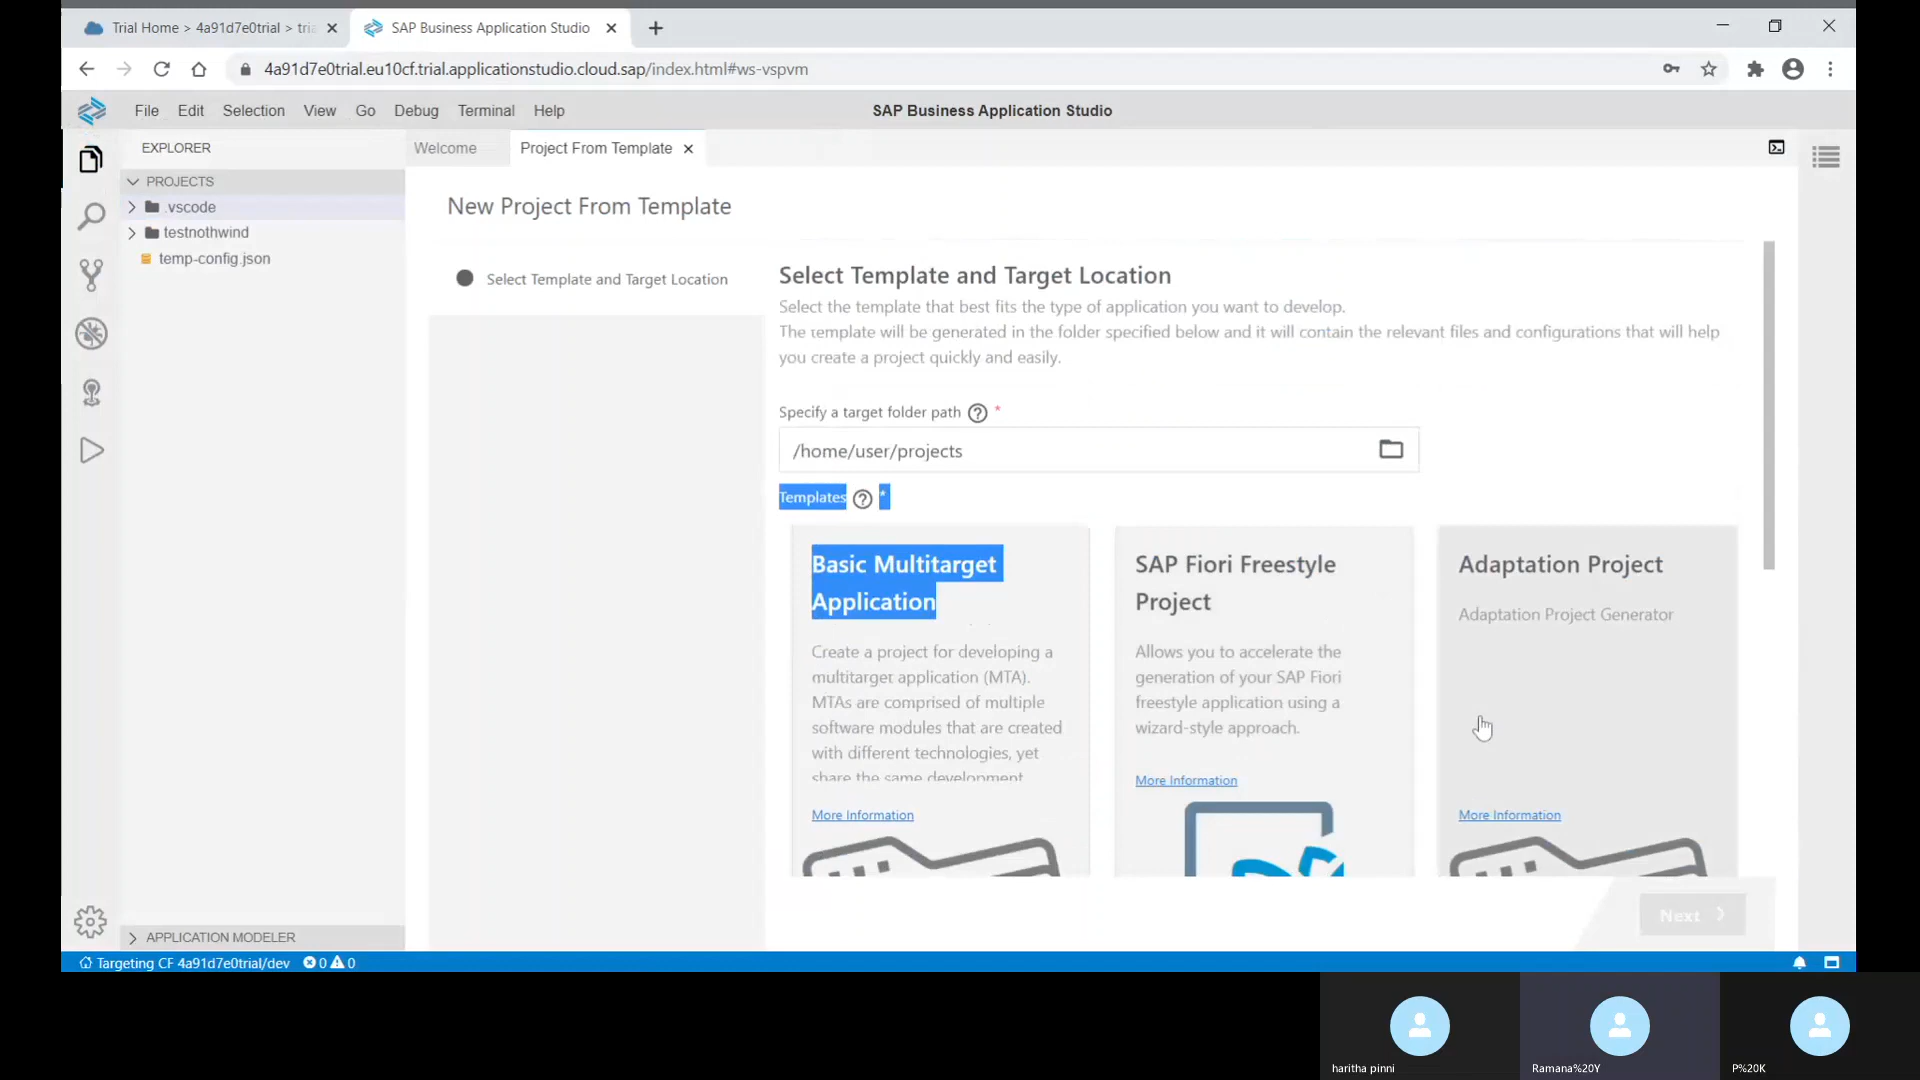 Trial Home > 4a91d7e0trial > tria
SAP Business Application Studio
4a91d7e0trial.eu10cf.trial.applicationstudio.cloud.sap/index.html#ws-vspvm
File Edit Selection View Go Debug Terminal Help
SAP Business Application Studio
EXPLORER
Welcome
Project From Template
PROJECTS
.vscode
testnothwind
temp-config.json
New Project From Template
Select Template and Target Location
Select Template and Target Location
Select the template that best fits the type of application you want to develop.
The template will be generated in the folder specified below and it will contain the relevant files and configurations that will help
you create a project quickly and easily.
Specify a target folder path ? *
/home/user/projects
Templates ? *
Basic Multitarget
Application
Create a project for developing a
multitarget application (MTA).
MTAs are comprised of multiple
software modules that are created
with different technologies, yet
share the same development
More Information
SAP Fiori Freestyle
Project
Allows you to accelerate the
generation of your SAP Fiori
freestyle application using a
wizard-style approach.
More Information
Adaptation Project
Adaptation Project Generator
More Information
Next
APPLICATION MODELER
Targeting CF 4a91d7e0trial/dev 0 0
haritha pinni
Ramana%20Y
P%20K